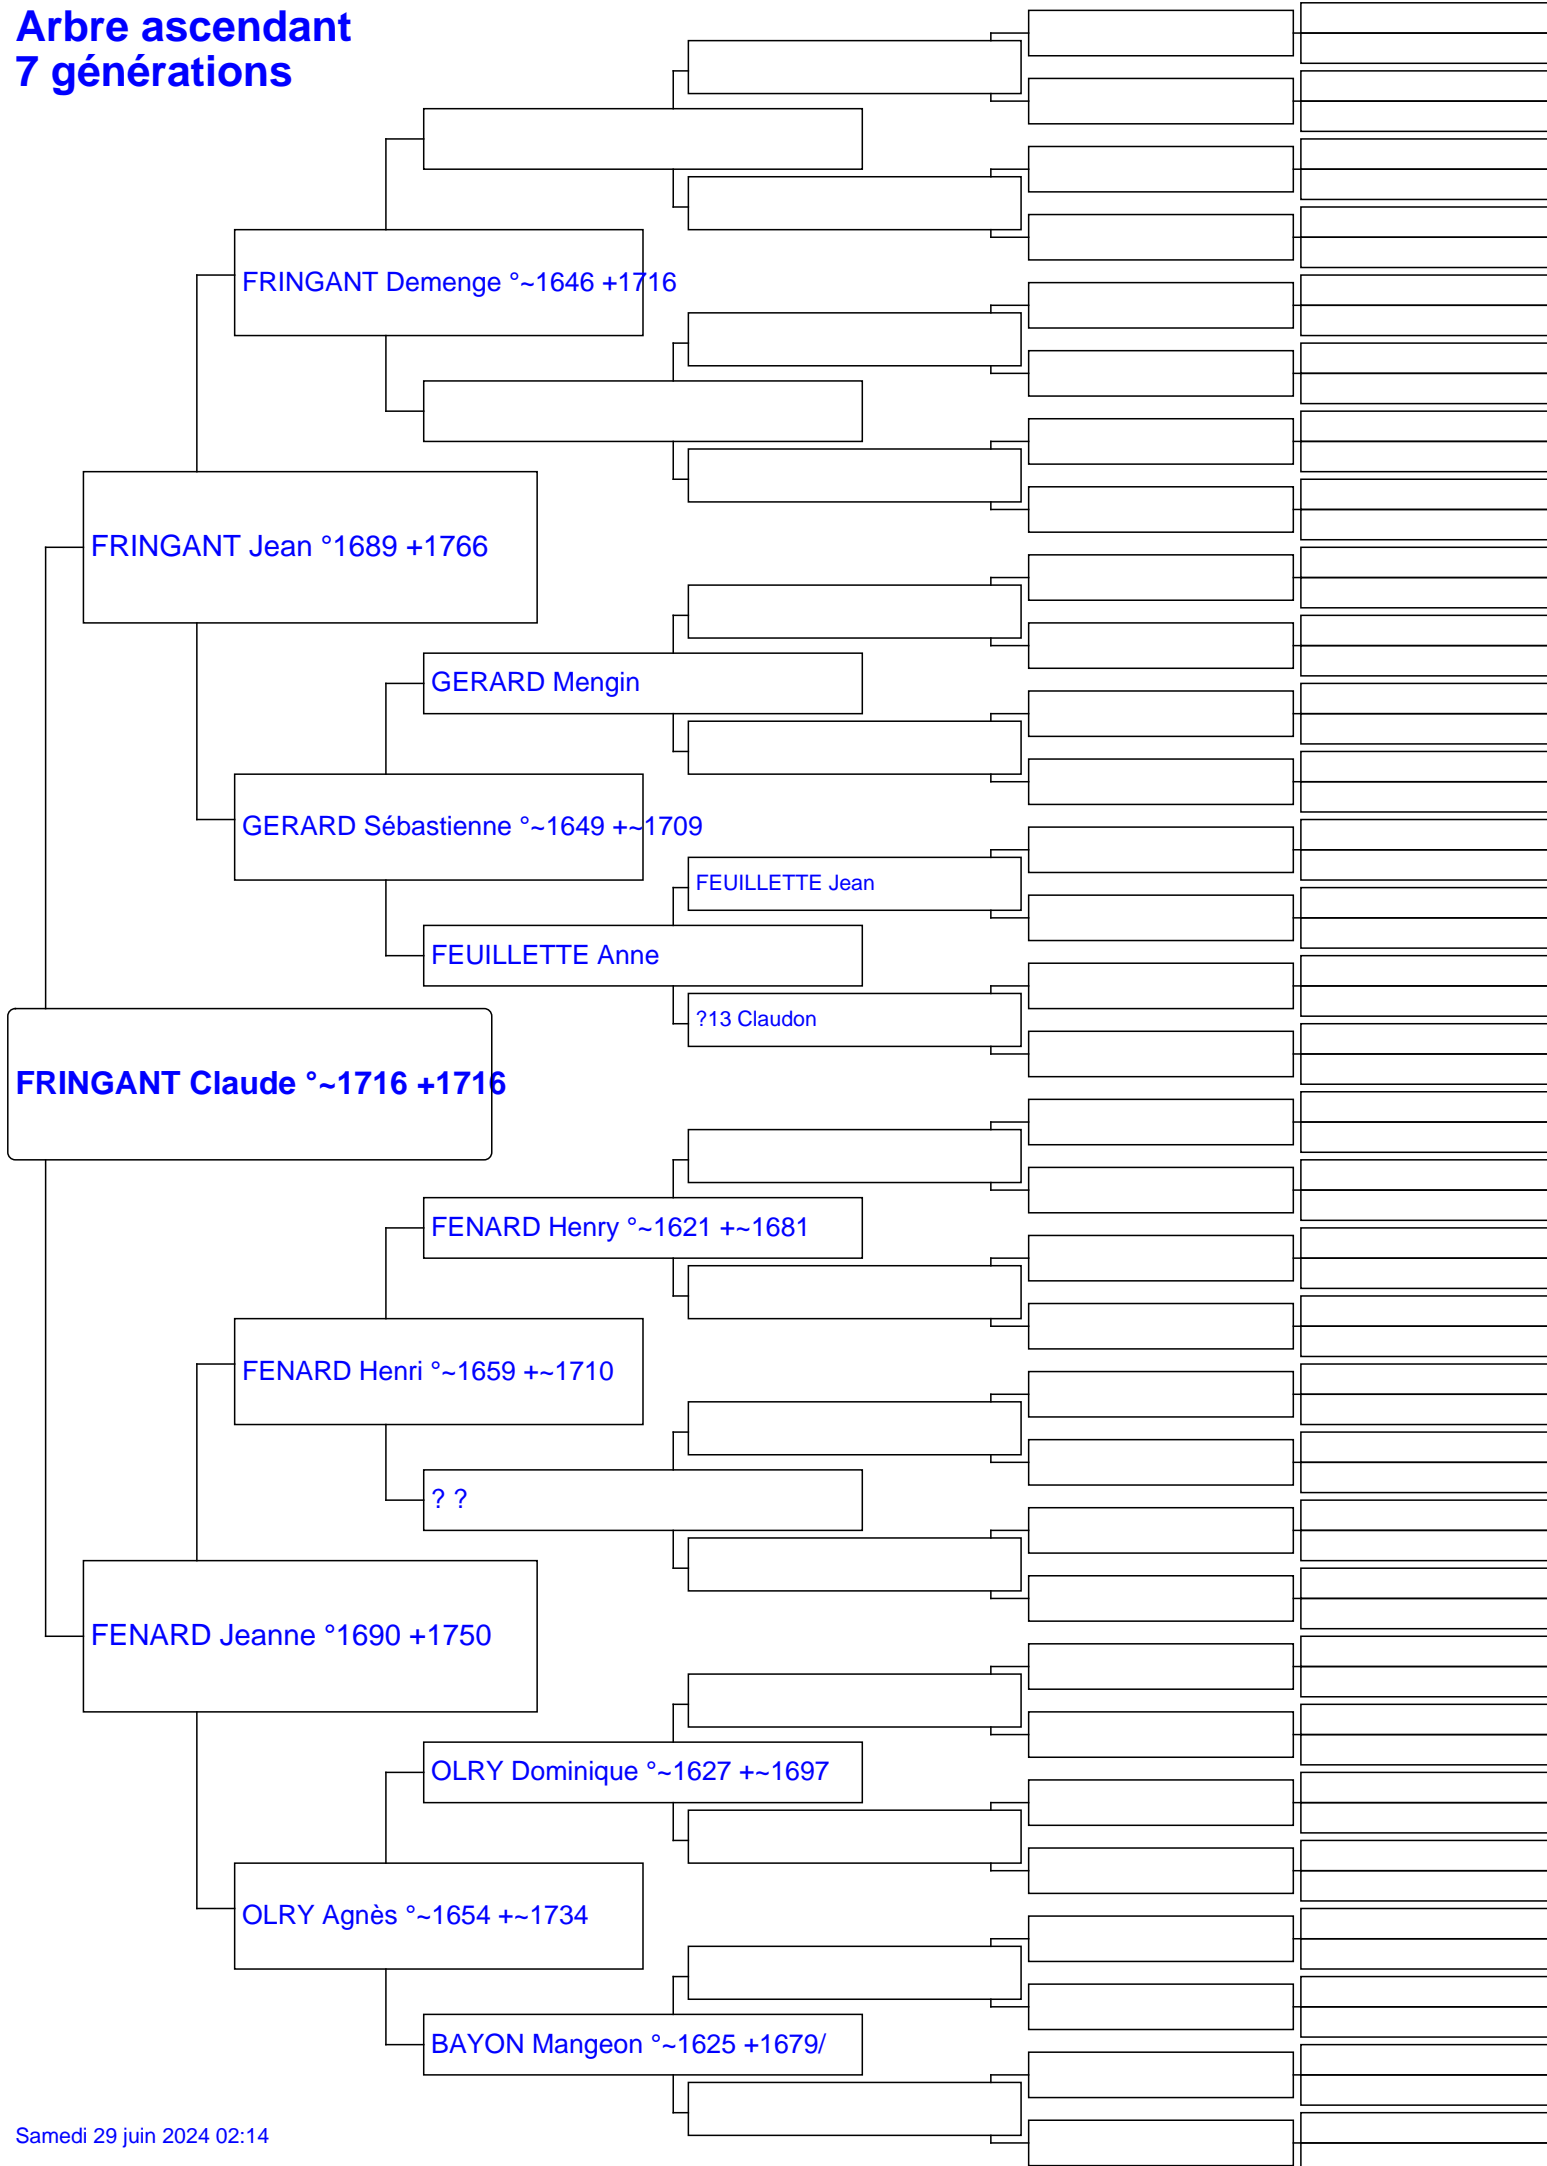 Arbre ascendant
7 générations
FRINGANT Demenge °~1646 +1716
FRINGANT Jean °1689 +1766
GERARD Mengin
GERARD Sébastienne °~1649 +~1709
FEUILLETTE Jean
FEUILLETTE Anne
?13 Claudon
FRINGANT Claude °~1716 +1716
FENARD Henry °~1621 +~1681
FENARD Henri °~1659 +~1710
? ?
FENARD Jeanne °1690 +1750
OLRY Dominique °~1627 +~1697
OLRY Agnès °~1654 +~1734
BAYON Mangeon °~1625 +1679/
Samedi 29 juin 2024 02:14